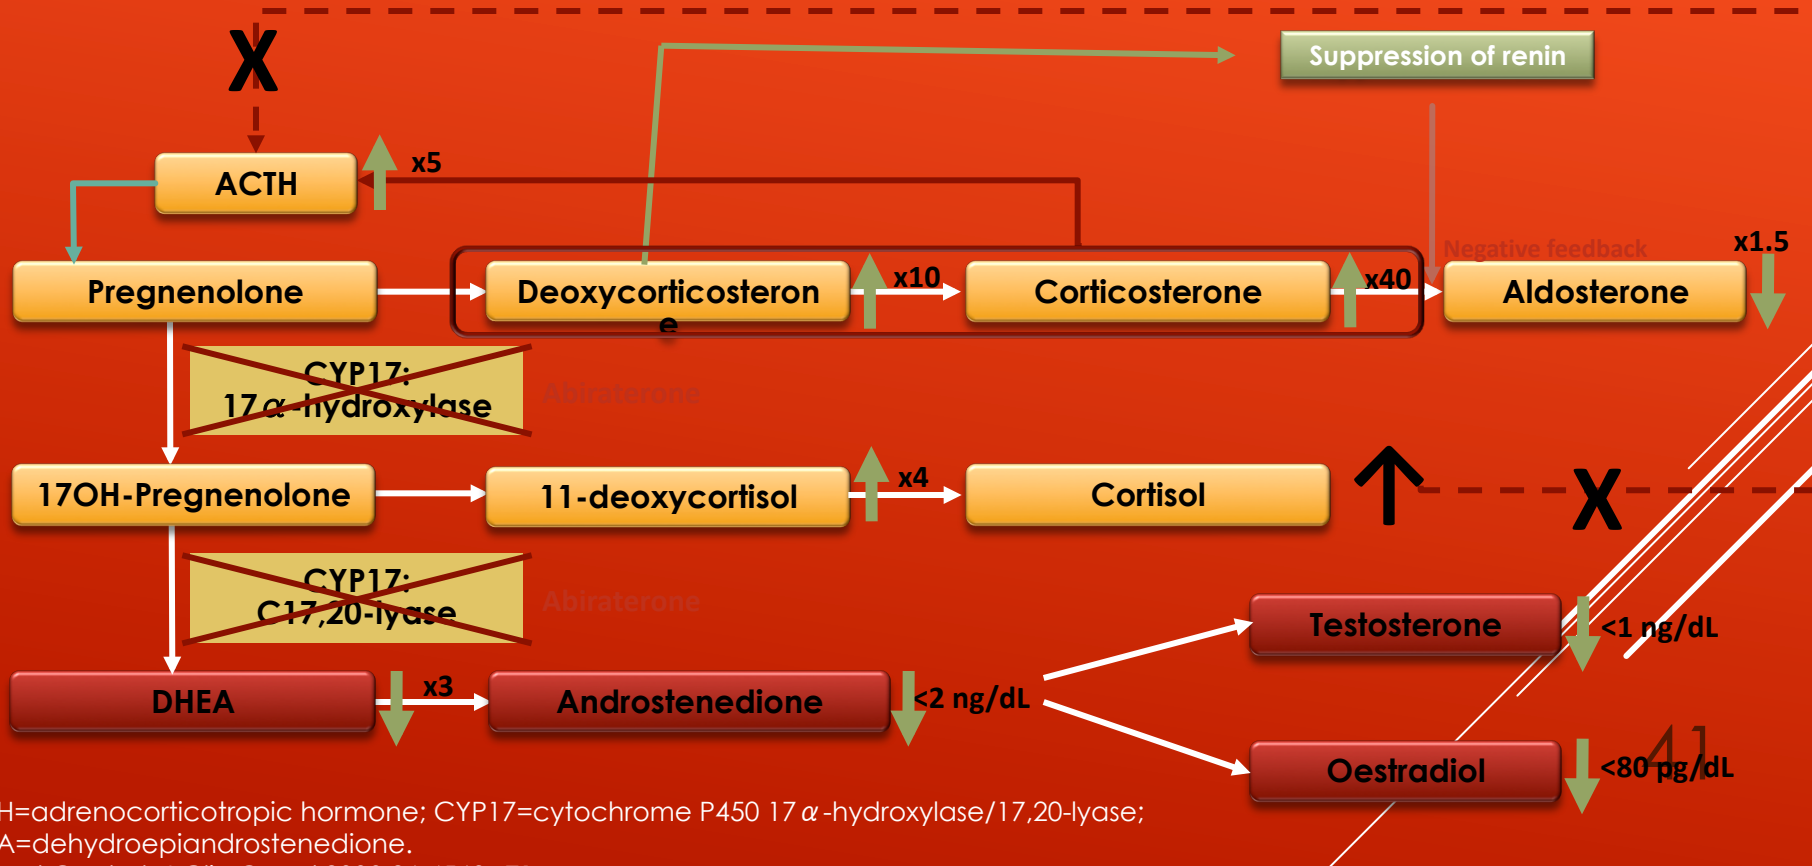 X
Suppression of renin
ACTH
x5
Negative feedback
x1.5
Pregnenolone
Deoxycorticosteron
e
x10
Corticosterone
x40
Aldosterone
CYP17:
17α-hydroxylase
Abiraterone
17OH-Pregnenolone
11-deoxycortisol
x4
Cortisol
X
CYP17:
C17,20-lyase
Abiraterone
Testosterone
<1 ng/dL
DHEA
x3
Androstenedione
<2 ng/dL
Oestradiol
<80 pg/dL
41
H=adrenocorticotropic hormone; CYP17=cytochrome P450 17α-hydroxylase/17,20-lyase;
A=dehydroepiandrostenedione.